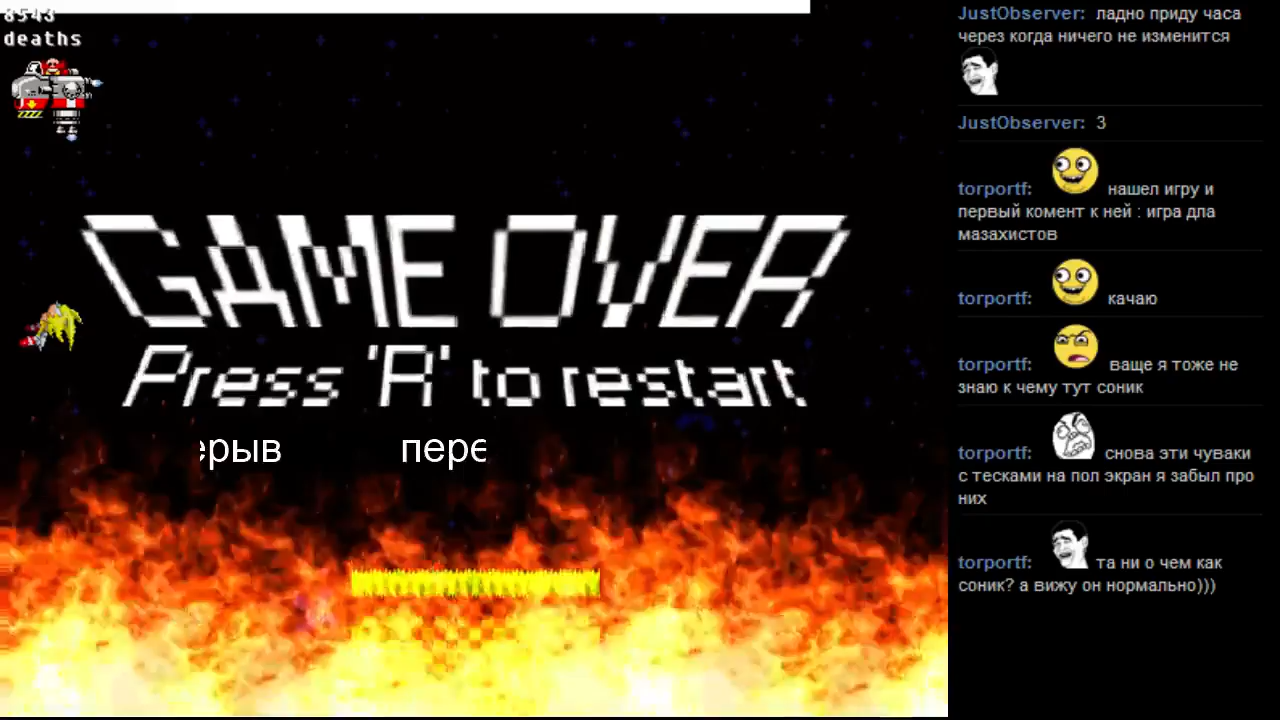 8543
deaths
GAME OVER
Press 'R' to restart
ерыв пере
JustObserver: ладно приду часа
через когда ничего не изменится
JustObserver: 3
torportf: нашел игру и
первый комент к ней : игра дла
мазахистов
torportf: качаю
torportf: ваще я тоже не
знаю к чему тут соник
torportf: снова эти чуваки
с тесками на пол экран я забыл про
них
torportf: та ни о чем как
соник? а вижу он нормально)))